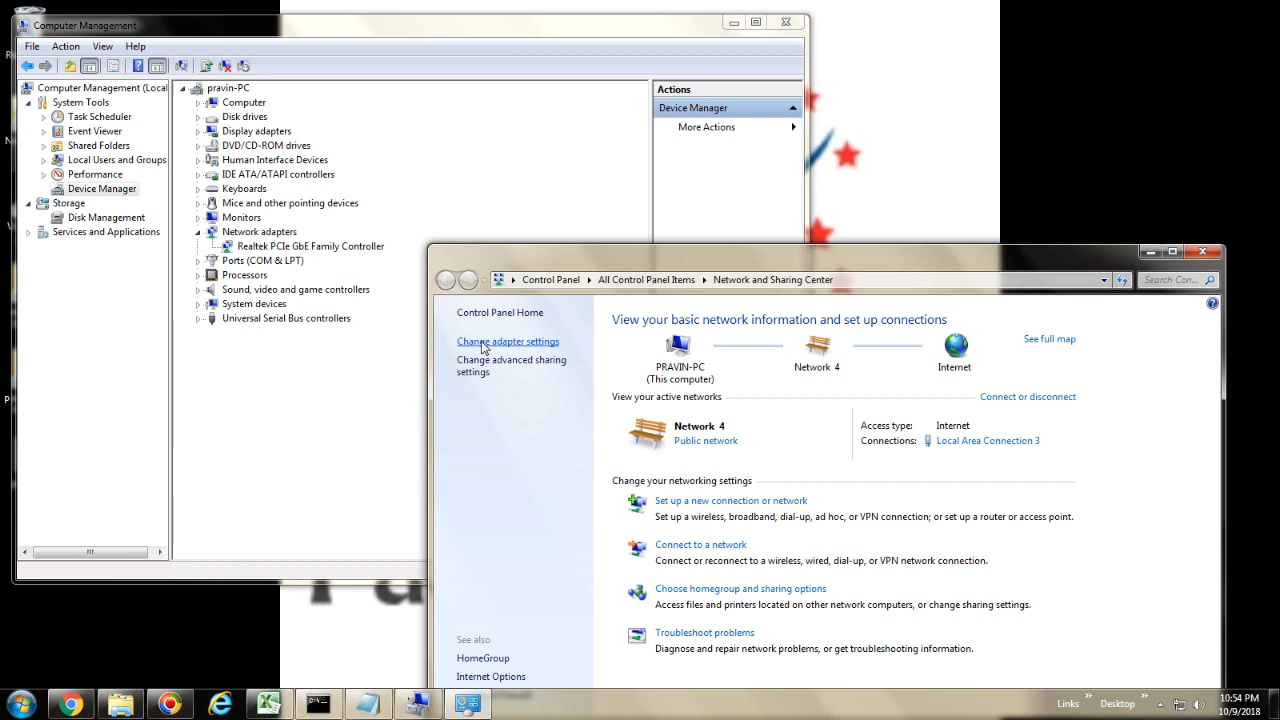 Computer Management
File Action View Help
Computer Management (Local
System Tools
Task Scheduler
Event Viewer
Shared Folders
Local Users and Groups
Performance
Device Manager
Storage
Disk Management
Services and Applications
pravin-PC
Computer
Disk drives
Display adapters
DVD/CD-ROM drives
Human Interface Devices
IDE ATA/ATAPI controllers
Keyboards
Mice and other pointing devices
Monitors
Network adapters
Realtek PCIe GbE Family Controller
Ports (COM & LPT)
Processors
Sound, video and game controllers
System devices
Universal Serial Bus controllers
Actions
Device Manager
More Actions
Control Panel All Control Panel Items Network and Sharing Center
Search Con...
Control Panel Home
Change adapter settings
Change advanced sharing
settings
See also
HomeGroup
Internet Options
View your basic network information and set up connections
See full map
PRAVIN-PC
(This computer)
Network 4
Internet
View your active networks
Connect or disconnect
Network 4
Public network
Access type: Internet
Connections: Local Area Connection 3
Change your networking settings
Set up a new connection or network
Set up a wireless, broadband, dial-up, ad hoc, or VPN connection; or set up a router or access point.
Connect to a network
Connect or reconnect to a wireless, wired, dial-up, or VPN network connection.
Choose homegroup and sharing options
Access files and printers located on other network computers, or change sharing settings.
Troubleshoot problems
Diagnose and repair network problems, or get troubleshooting information.
Links
Desktop
10:54 PM
10/9/2018